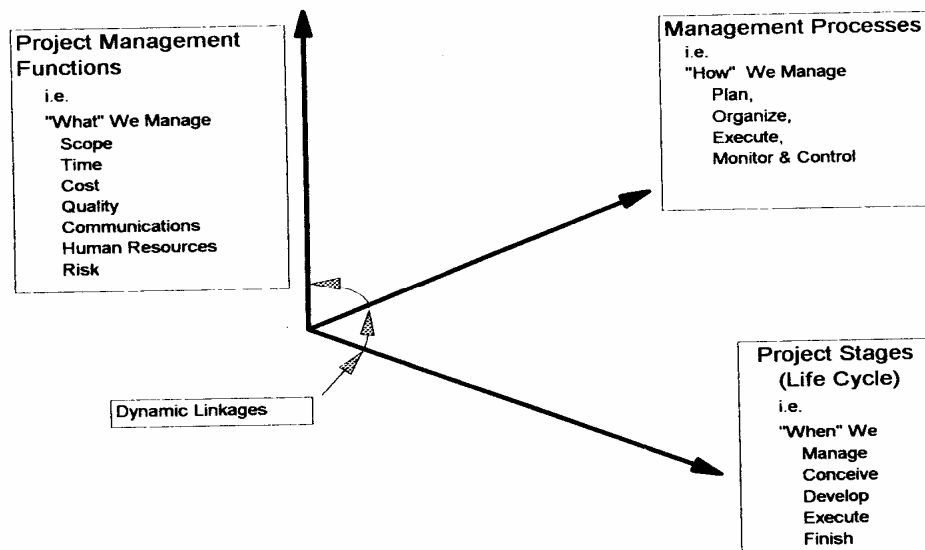 Project Management
Functions
i.e.
"What" We Manage
Scope
Time
Cost
Quality
Communications
Human Resources
Risk
Management Processes
i.e.
"How" We Manage
Plan,
Organize,
Execute,
Monitor & Control
Dynamic Linkages
Project Stages
(Life Cycle)
i.e.
"When" We
Manage
Conceive
Develop
Execute
Finish